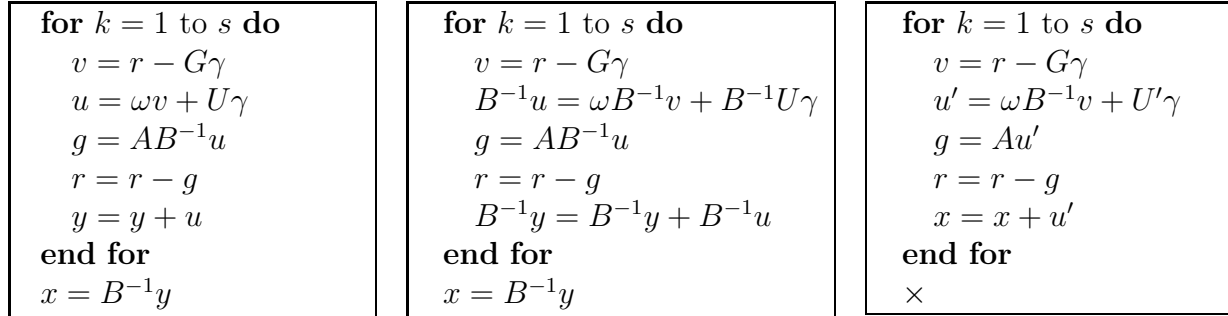 for k = 1 to s do
v = r − Gγ
u = ωv + Uγ
g = AB⁻¹u
r = r − g
y = y + u
end for
x = B⁻¹y
for k = 1 to s do
v = r − Gγ
B⁻¹u = ωB⁻¹v + B⁻¹Uγ
g = AB⁻¹u
r = r − g
B⁻¹y = B⁻¹y + B⁻¹u
end for
x = B⁻¹y
for k = 1 to s do
v = r − Gγ
u′ = ωB⁻¹v + U′γ
g = Au′
r = r − g
x = x + u′
end for
×